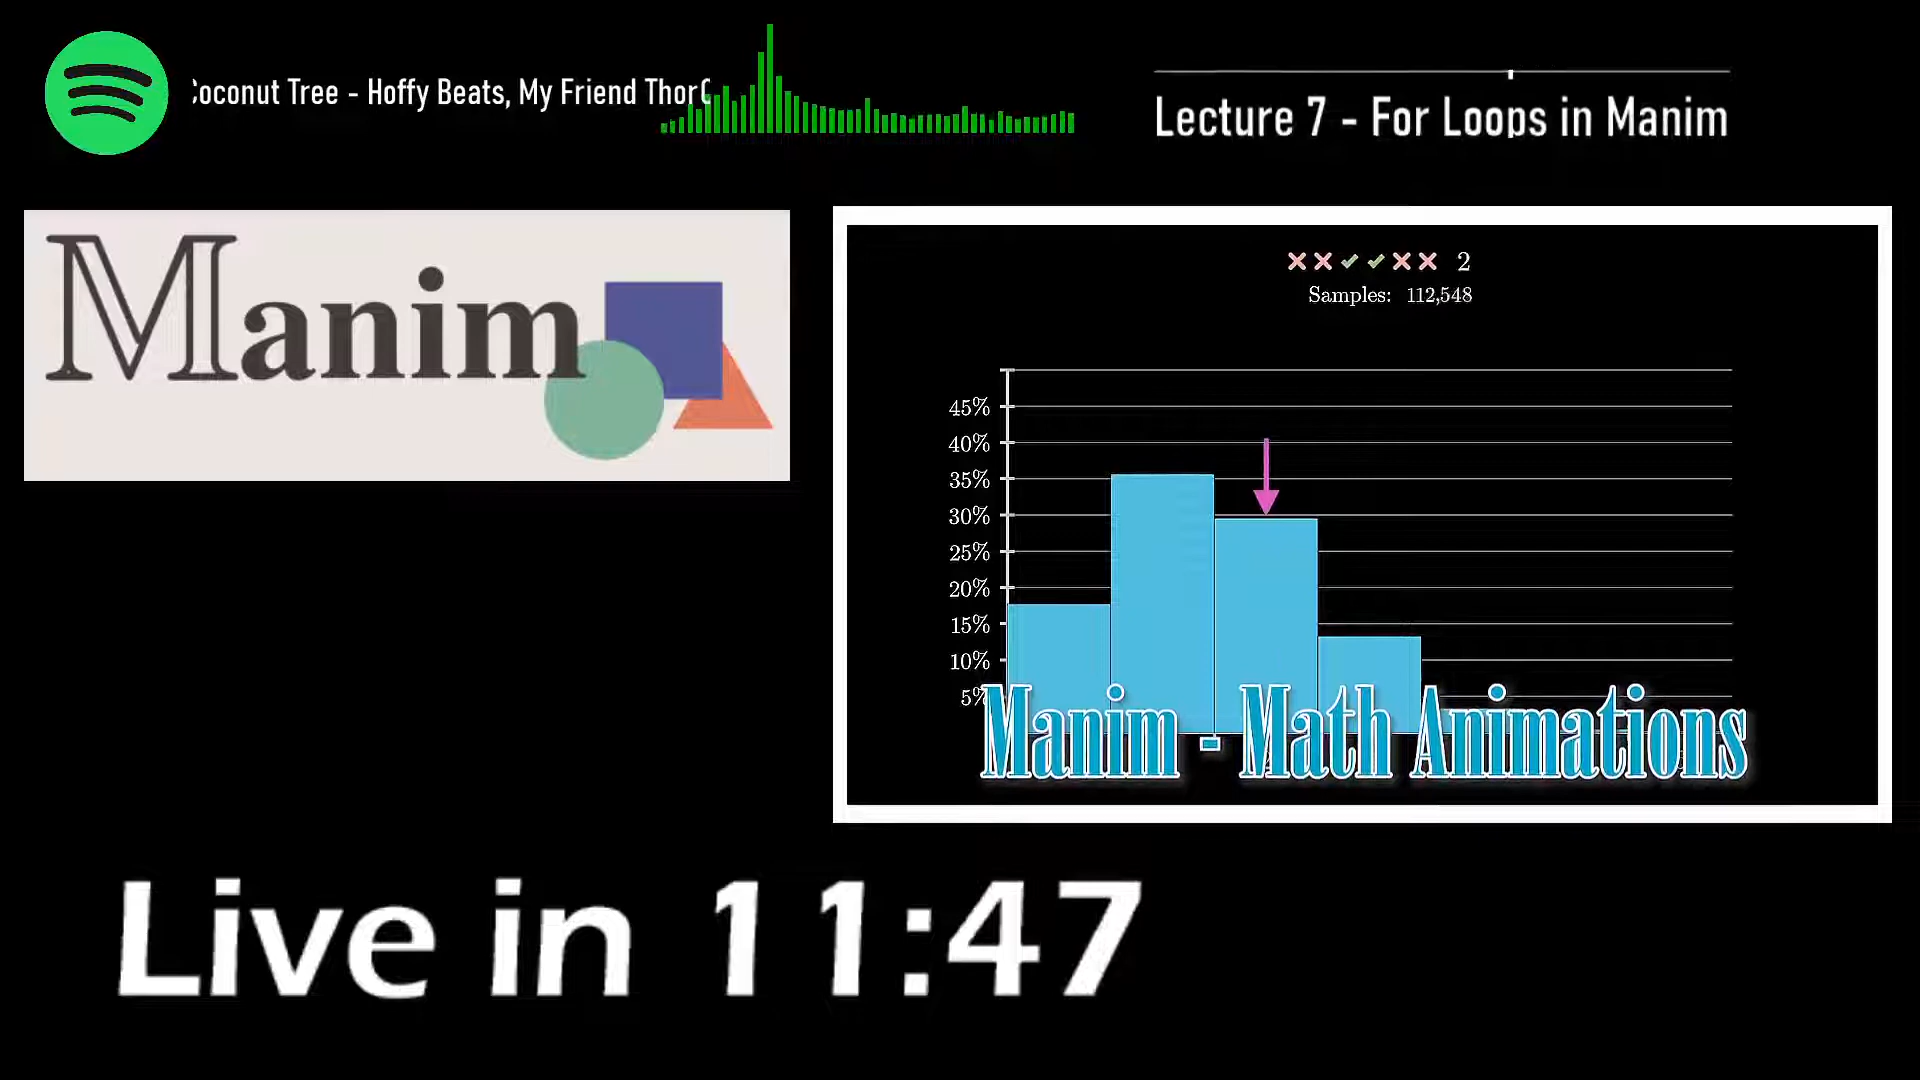 oconut Tree - Hoffy Beats, My Friend Thor
Lecture 7 - For Loops in Manim
Manim
2
Samples: 112,548
45%
40%
35%
30%
25%
20%
15%
10%
5%
Manim - Math Animations
Live in 11:47